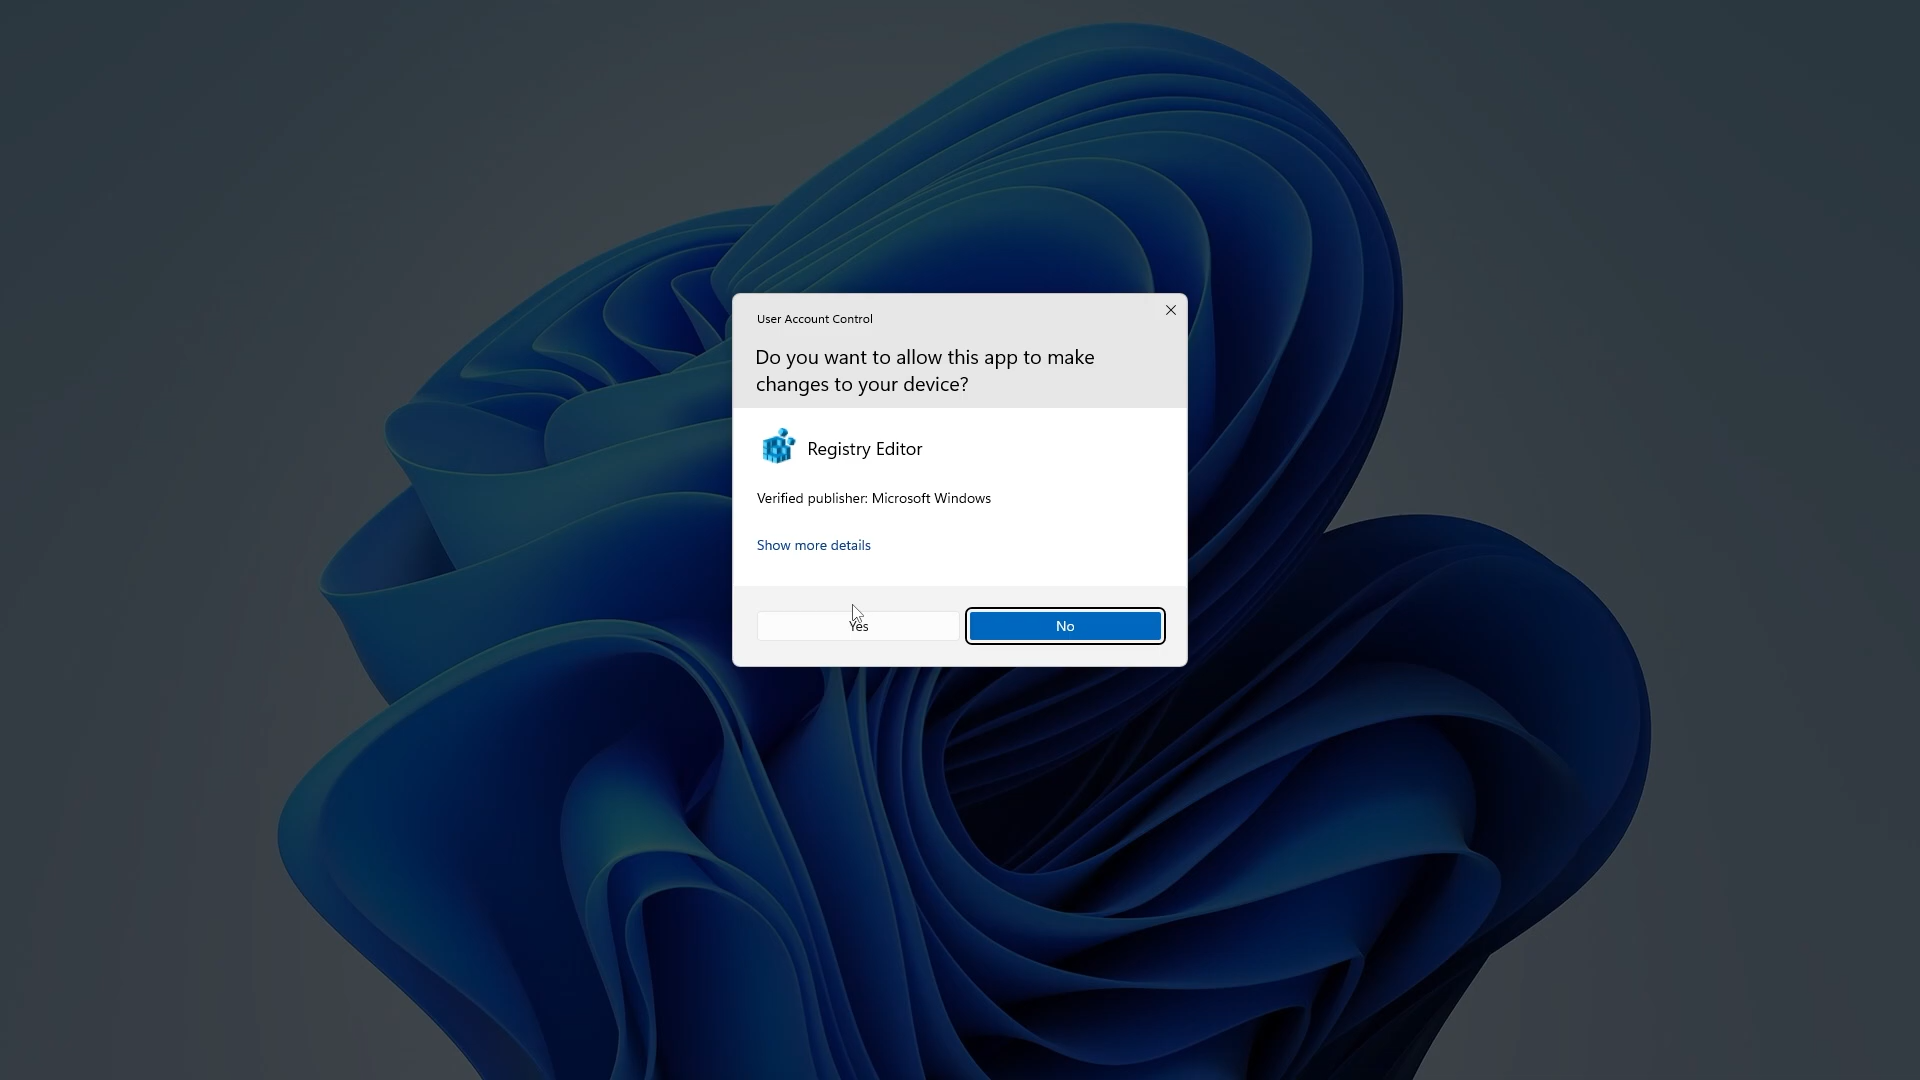 User Account Control
Do you want to allow this app to make
changes to your device?
Registry Editor
Verified publisher: Microsoft Windows
Show more details
Yes
No